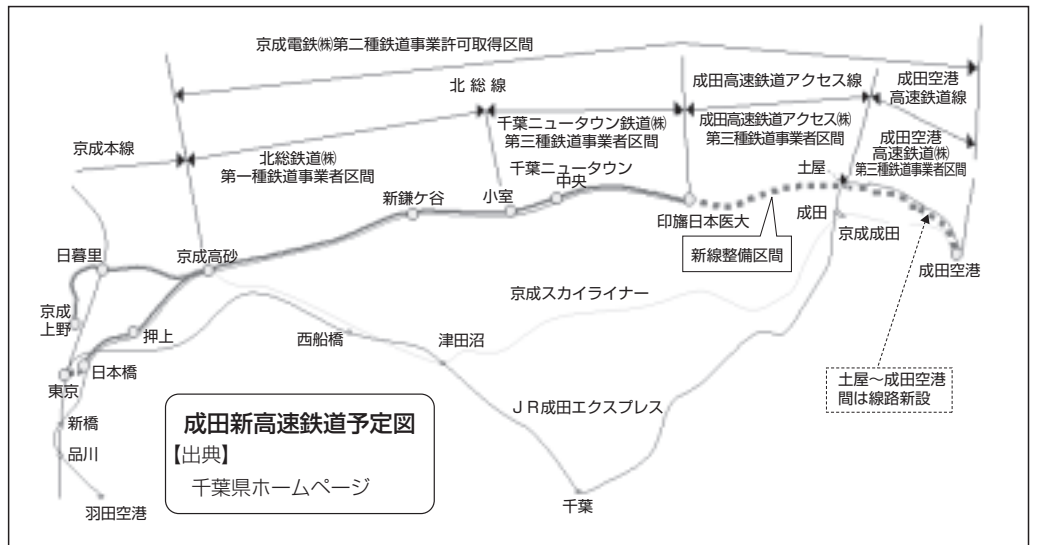 京成電鉄㈱第二種鉄道事業許可取得区間
北 総 線
成田高速鉄道アクセス線
成田空港
高速鉄道線
京成本線
北総鉄道㈱
第一種鉄道事業者区間
千葉ニュータウン鉄道㈱
第三種鉄道事業者区間
成田高速鉄道アクセス㈱
第三種鉄道事業者区間
成田空港
高速鉄道㈱
第三種鉄道事業者区間
千葉ニュータウン
中央
小室
新鎌ケ谷
土屋
印旛日本医大
成田
京成成田
新線整備区間
成田空港
日暮里
京成高砂
京成
上野
押上
日本橋
東京
西船橋
津田沼
京成スカイライナー
ＪＲ成田エクスプレス
土屋～成田空港
間は線路新設
新橋
品川
羽田空港
千葉
成田新高速鉄道予定図
【出典】
千葉県ホームページ